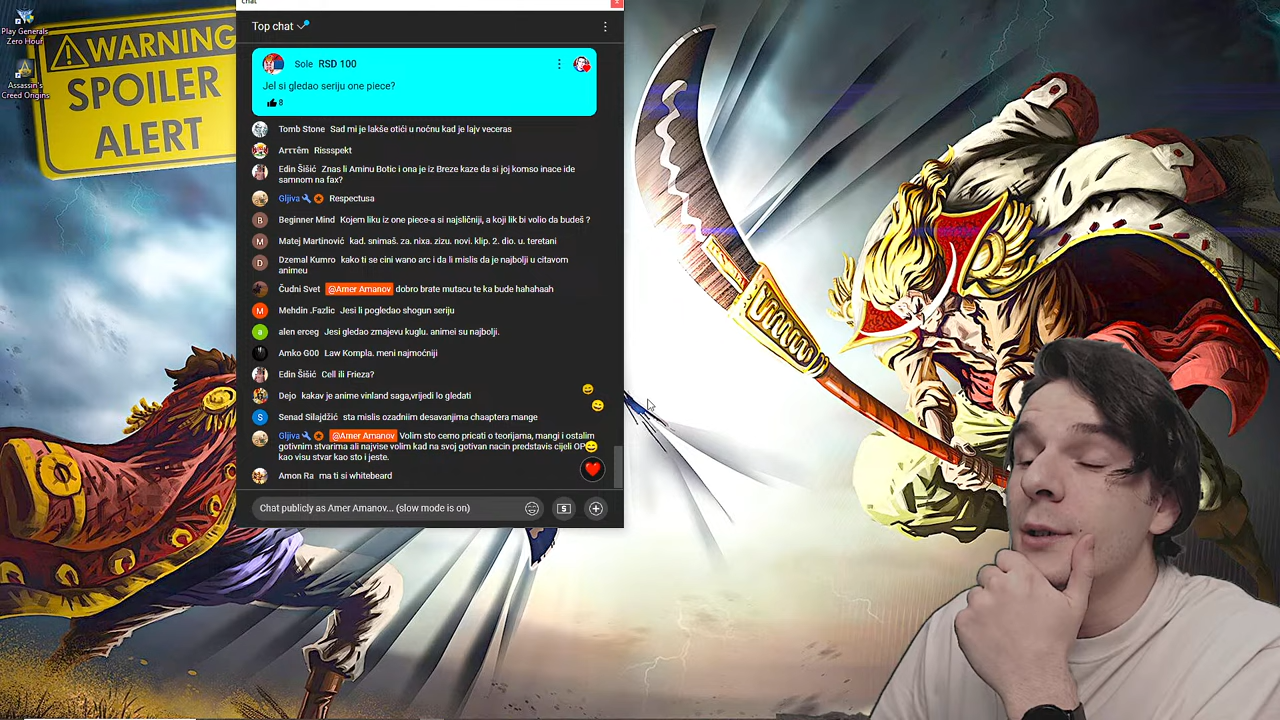 Play Generals
Zero Hour
Assassin's
Creed Origins
WARNING
SPOILER
ALERT
Chat
Top chat
Sole RSD 100
Jel si gledao seriju one piece?
8
Tomb Stone Sad mi je lakše otići u noćnu kad je lajv veceras
Arττêm Rissspekt
Edin Šišić Znas li Aminu Botic i ona je iz Breze kaze da si joj komso inace ide
samnom na fax?
Gljiva Respectusa
B Beginner Mind Kojem liku iz one piece-a si najsličniji, a koji lik bi volio da budeš ?
M Matej Martinović kad. snimaš. za. nixa. zizu. novi. klip. 2. dio. u. teretani
D Dzemal Kumro kako ti se cini wano arc i da li mislis da je najbolji u citavom
animeu
Čudni Svet @Amer Amanov dobro brate mutacu te ka bude hahahaah
M Mehdin .Fazlic Jesi li pogledao shogun seriju
a alen erceg Jesi gledao zmajevu kuglu. animei su najbolji.
Amko G00 Law Kompla. meni najmoćniji
Edin Šišić Cell ili Frieza?
Dejo kakav je anime vinland saga,vrijedi lo gledati
S Senad Silajdžić sta mislis ozadniim desavanjima chaaptera mange
Gljiva @Amer Amanov Volim sto cemo pricati o teorijama, mangi i ostalim
gotivnim stvarima ali najvise volim kad na svoj gotivan nacin predstavis cijeli OP
kao visu stvar kao sto i jeste.
Amon Ra ma ti si whitebeard
Chat publicly as Amer Amanov... (slow mode is on)